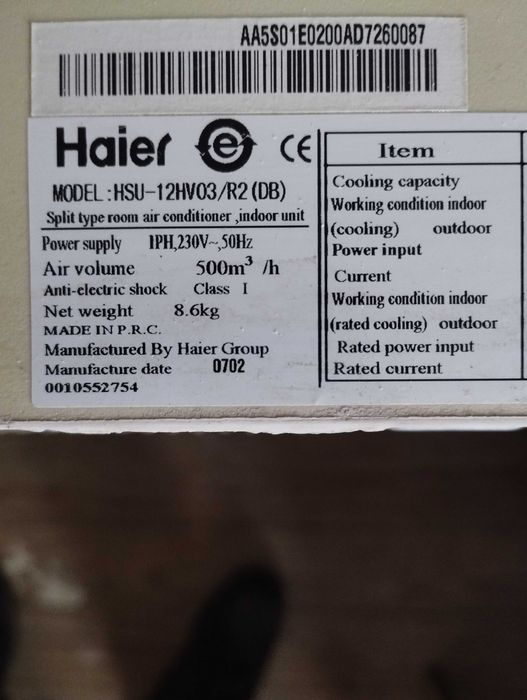 AA5S01E0200AD7260087
Haier e CE
MODEL :HSU-12HV03/R2 (DB)
Split type room air conditioner ,indoor unit
Power supply 1PH,230V~,50Hz
Air volume 500m³ /h
Anti-electric shock Class I
Net weight 8.6kg
MADE IN P.R.C.
Manufactured By Haier Group
Manufacture date 0702
0010552754
Item
Cooling capacity
Working condition indoor
(cooling) outdoor
Power input
Current
Working condition indoor
(rated cooling) outdoor
Rated power input
Rated current